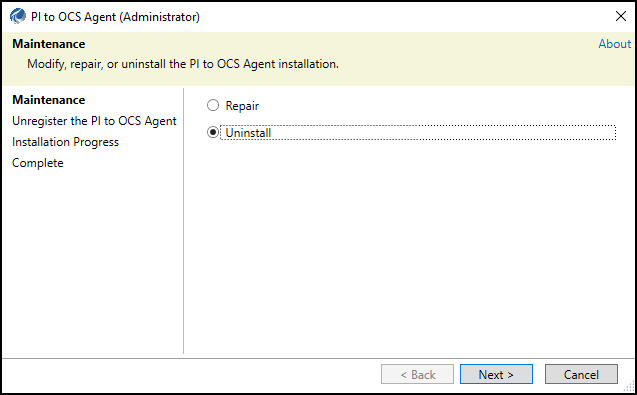 PI to OCS Agent (Administrator)
Maintenance
About
Modify, repair, or uninstall the PI to OCS Agent installation.
Maintenance
Unregister the PI to OCS Agent
Installation Progress
Complete
Repair
Uninstall
< Back
Next >
Cancel